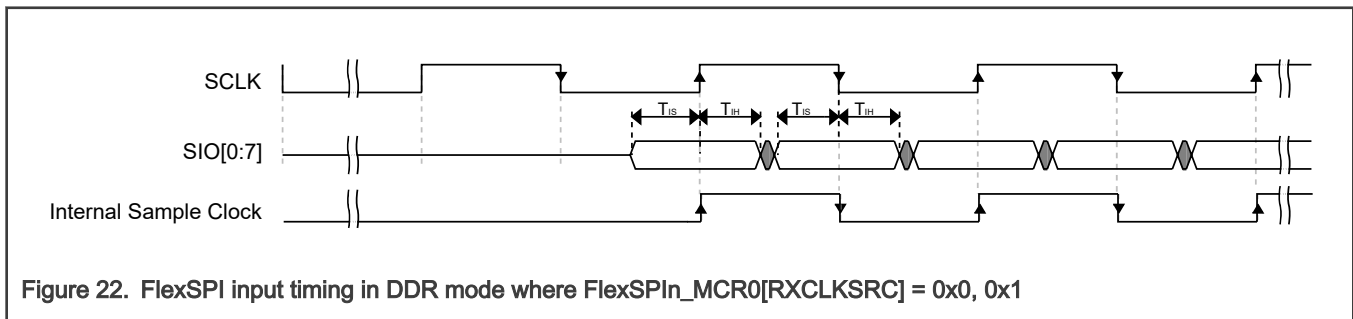 SCLK
TIS TIH TIS TIH
SIO[0:7]
Internal Sample Clock
Figure 22. FlexSPI input timing in DDR mode where FlexSPIn_MCR0[RXCLKSRC] = 0x0, 0x1